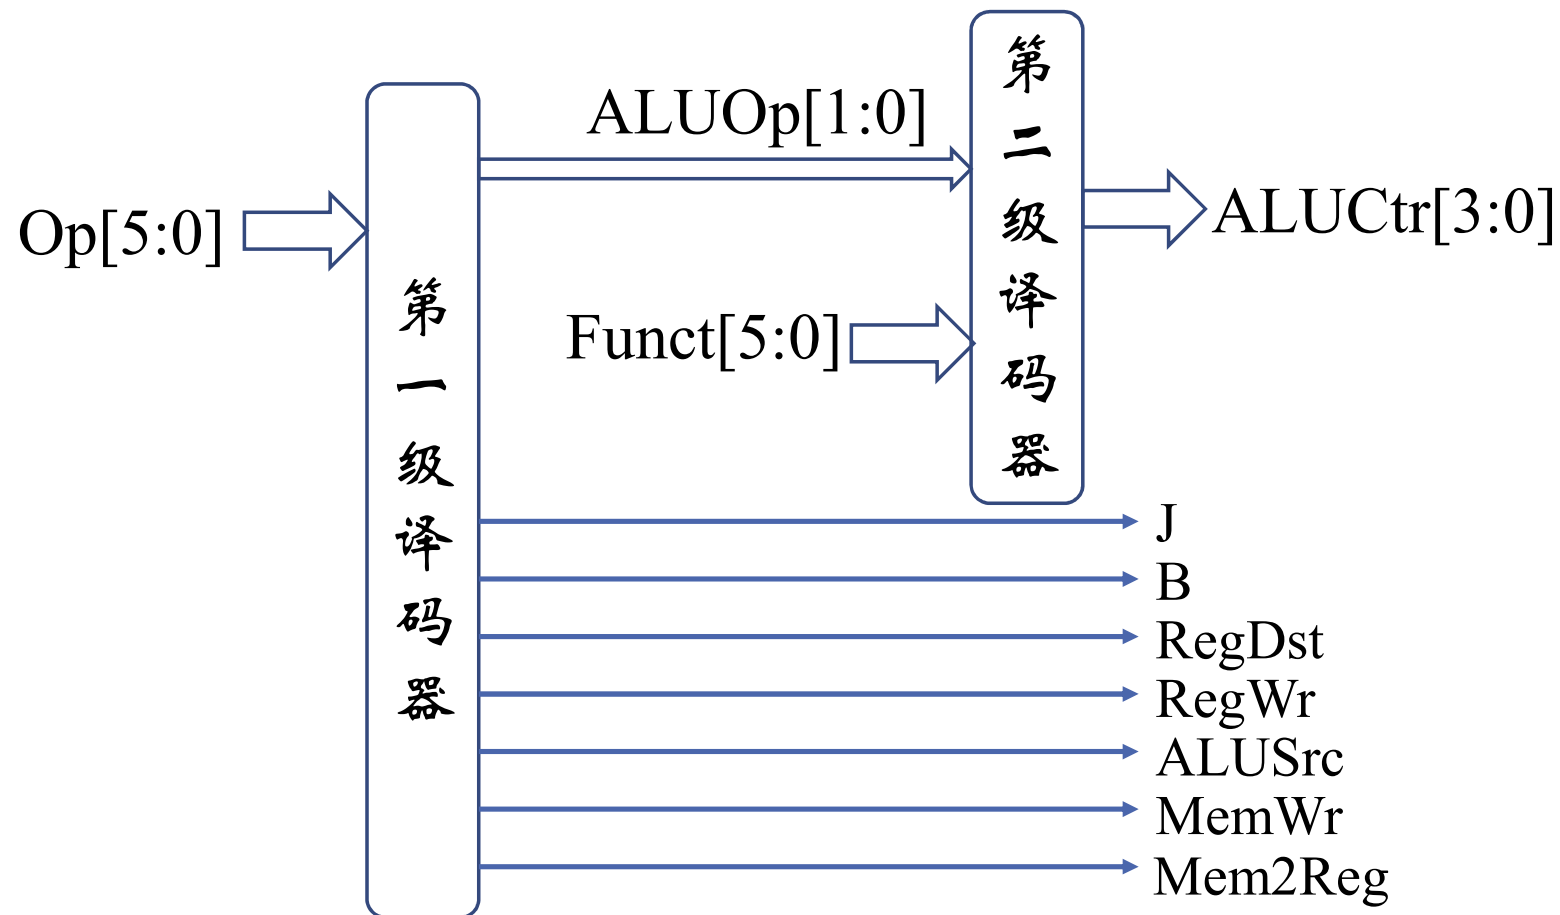 Op[5:0]
第一级译码器
ALUOp[1:0]
Funct[5:0]
第二级译码器
ALUCtr[3:0]
J
B
RegDst
RegWr
ALUSrc
MemWr
Mem2Reg